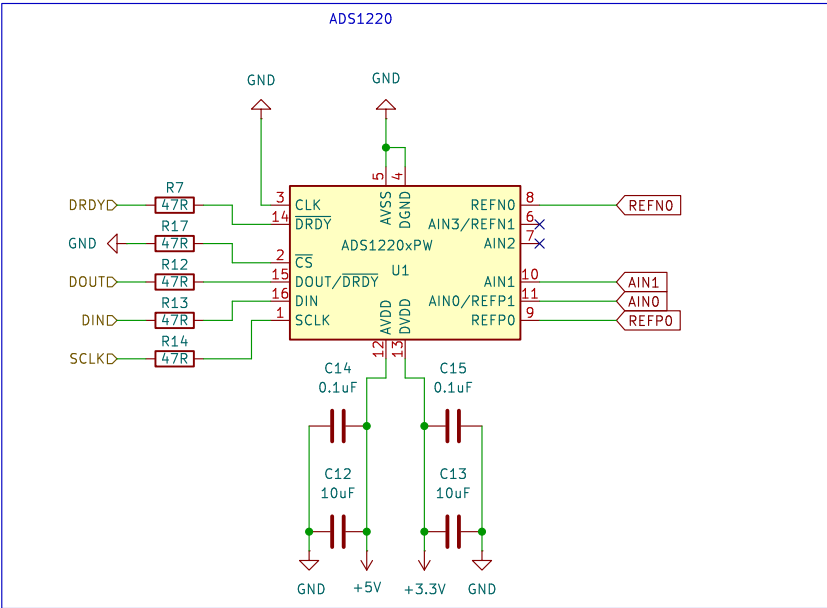 ADS1220
GND
GND
5
4
AVSS
DGND
3
CLK
14
DRDY
2
CS
15
DOUT/DRDY
16
DIN
1
SCLK
ADS1220xPW
U1
REFN0
8
AIN3/REFN1
6
AIN2
7
AIN1
10
AIN0/REFP1
11
REFP0
9
AVDD
DVDD
12
13
DRDY
R7
47R
GND
R17
47R
DOUT
R12
47R
DIN
R13
47R
SCLK
R14
47R
REFN0
AIN1
AIN0
REFP0
C14
0.1uF
C15
0.1uF
C12
10uF
C13
10uF
GND
+5V
+3.3V
GND